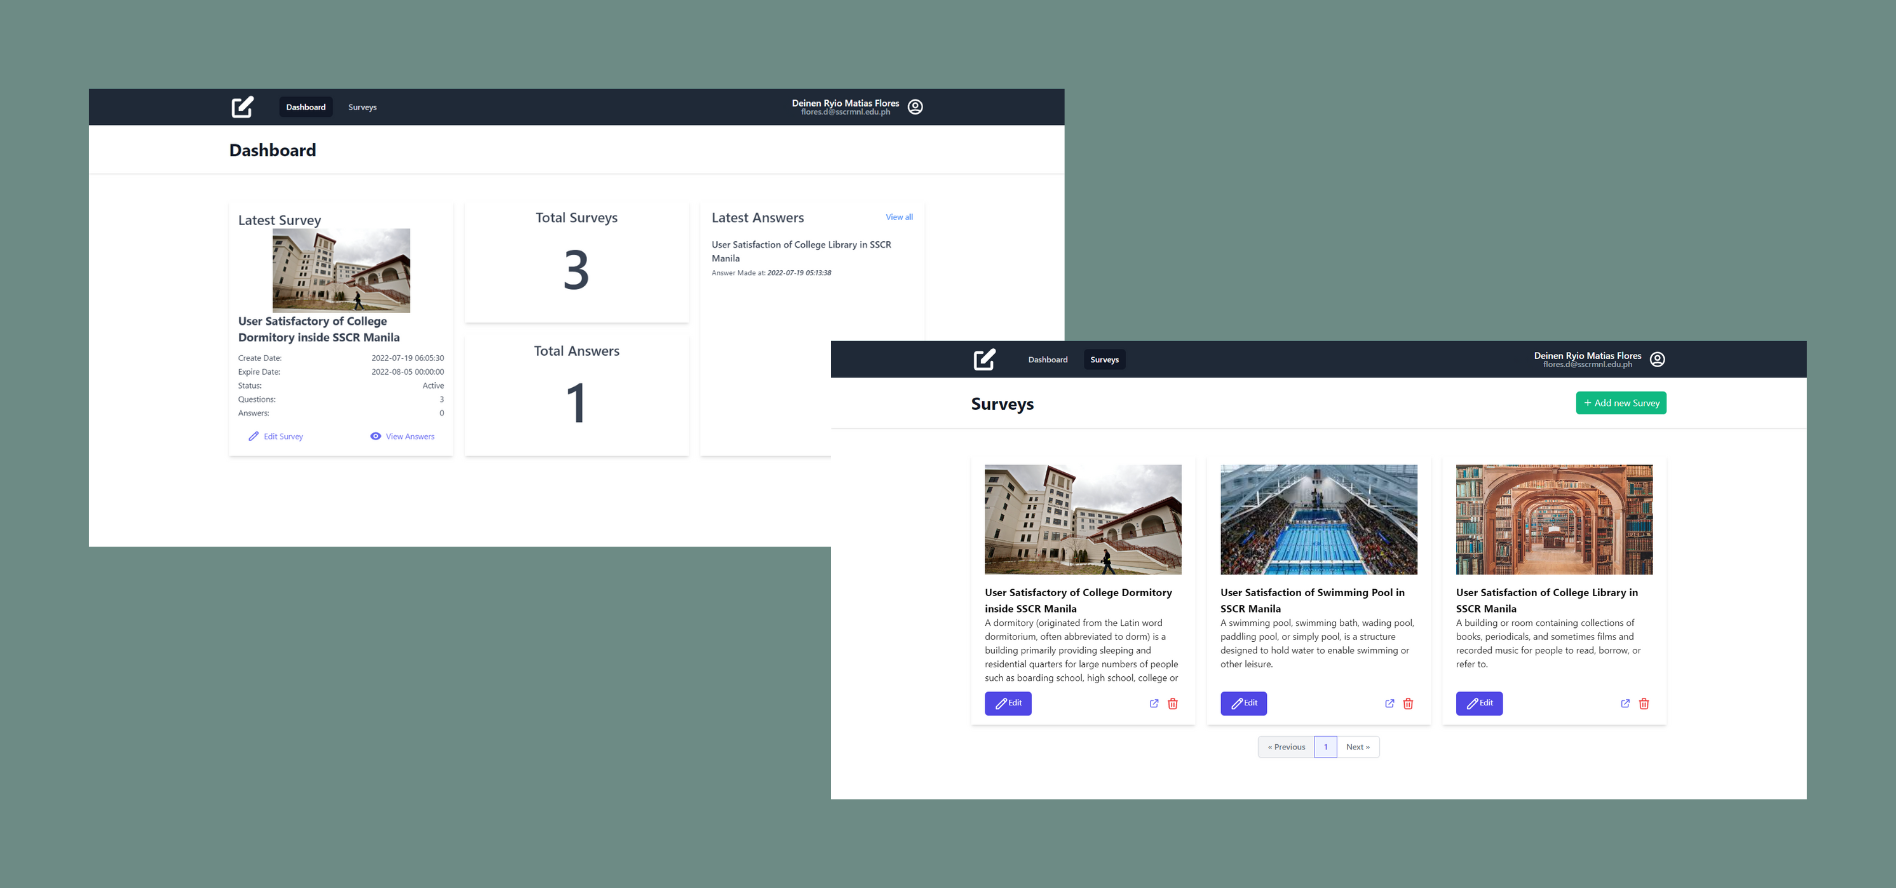 Dashboard
Surveys
Deinen Ryio Matias Flores
flores.d@sscrmnl.edu.ph
Dashboard
Latest Survey
User Satisfactory of College
Dormitory inside SSCR Manila
Create Date: 2022-07-19 06:05:30
Expire Date: 2022-08-05 00:00:00
Status: Active
Questions: 3
Answers: 0
Edit Survey
View Answers
Total Surveys
3
Total Answers
1
Latest Answers
View all
User Satisfaction of College Library in SSCR
Manila
Answer Made at: 2022-07-19 05:13:38
Dashboard
Surveys
Deinen Ryio Matias Flores
flores.d@sscrmnl.edu.ph
Surveys
+ Add new Survey
User Satisfactory of College Dormitory
inside SSCR Manila
A dormitory (originated from the Latin word
dormitorium, often abbreviated to dorm) is a
building primarily providing sleeping and
residential quarters for large numbers of people
such as boarding school, high school, college or
Edit
User Satisfaction of Swimming Pool in
SSCR Manila
A swimming pool, swimming bath, wading pool,
paddling pool, or simply pool, is a structure
designed to hold water to enable swimming or
other leisure.
Edit
User Satisfaction of College Library in
SSCR Manila
A building or room containing collections of
books, periodicals, and sometimes films and
recorded music for people to read, borrow, or
refer to.
Edit
« Previous
1
Next »